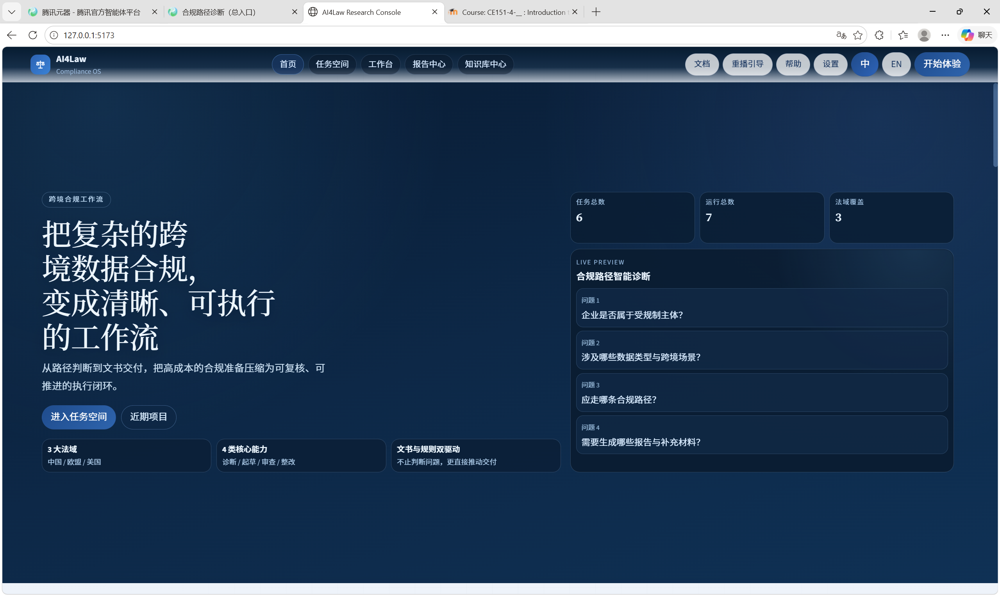 腾讯元器 - 腾讯官方智能体平台
合规路径诊断（总入口）
AI4Law Research Console
Course: CE151-4-__ : Introduction
127.0.0.1:5173
聊天
AI4Law
Compliance OS
首页
任务空间
工作台
报告中心
知识库中心
文档
重播引导
帮助
设置
中
EN
开始体验
跨境合规工作流
把复杂的跨
境数据合规，
变成清晰、可执行
的工作流
从路径判断到文书交付，把高成本的合规准备压缩为可复核、可
推进的执行闭环。
进入任务空间
近期项目
3 大法域
中国 / 欧盟 / 美国
4 类核心能力
诊断 / 起草 / 审查 / 整改
文书与规则双驱动
不止判断问题，更直接推动交付
任务总数
6
运行总数
7
法域覆盖
3
LIVE PREVIEW
合规路径智能诊断
问题 1
企业是否属于受规制主体？
问题 2
涉及哪些数据类型与跨境场景？
问题 3
应走哪条合规路径？
问题 4
需要生成哪些报告与补充材料？